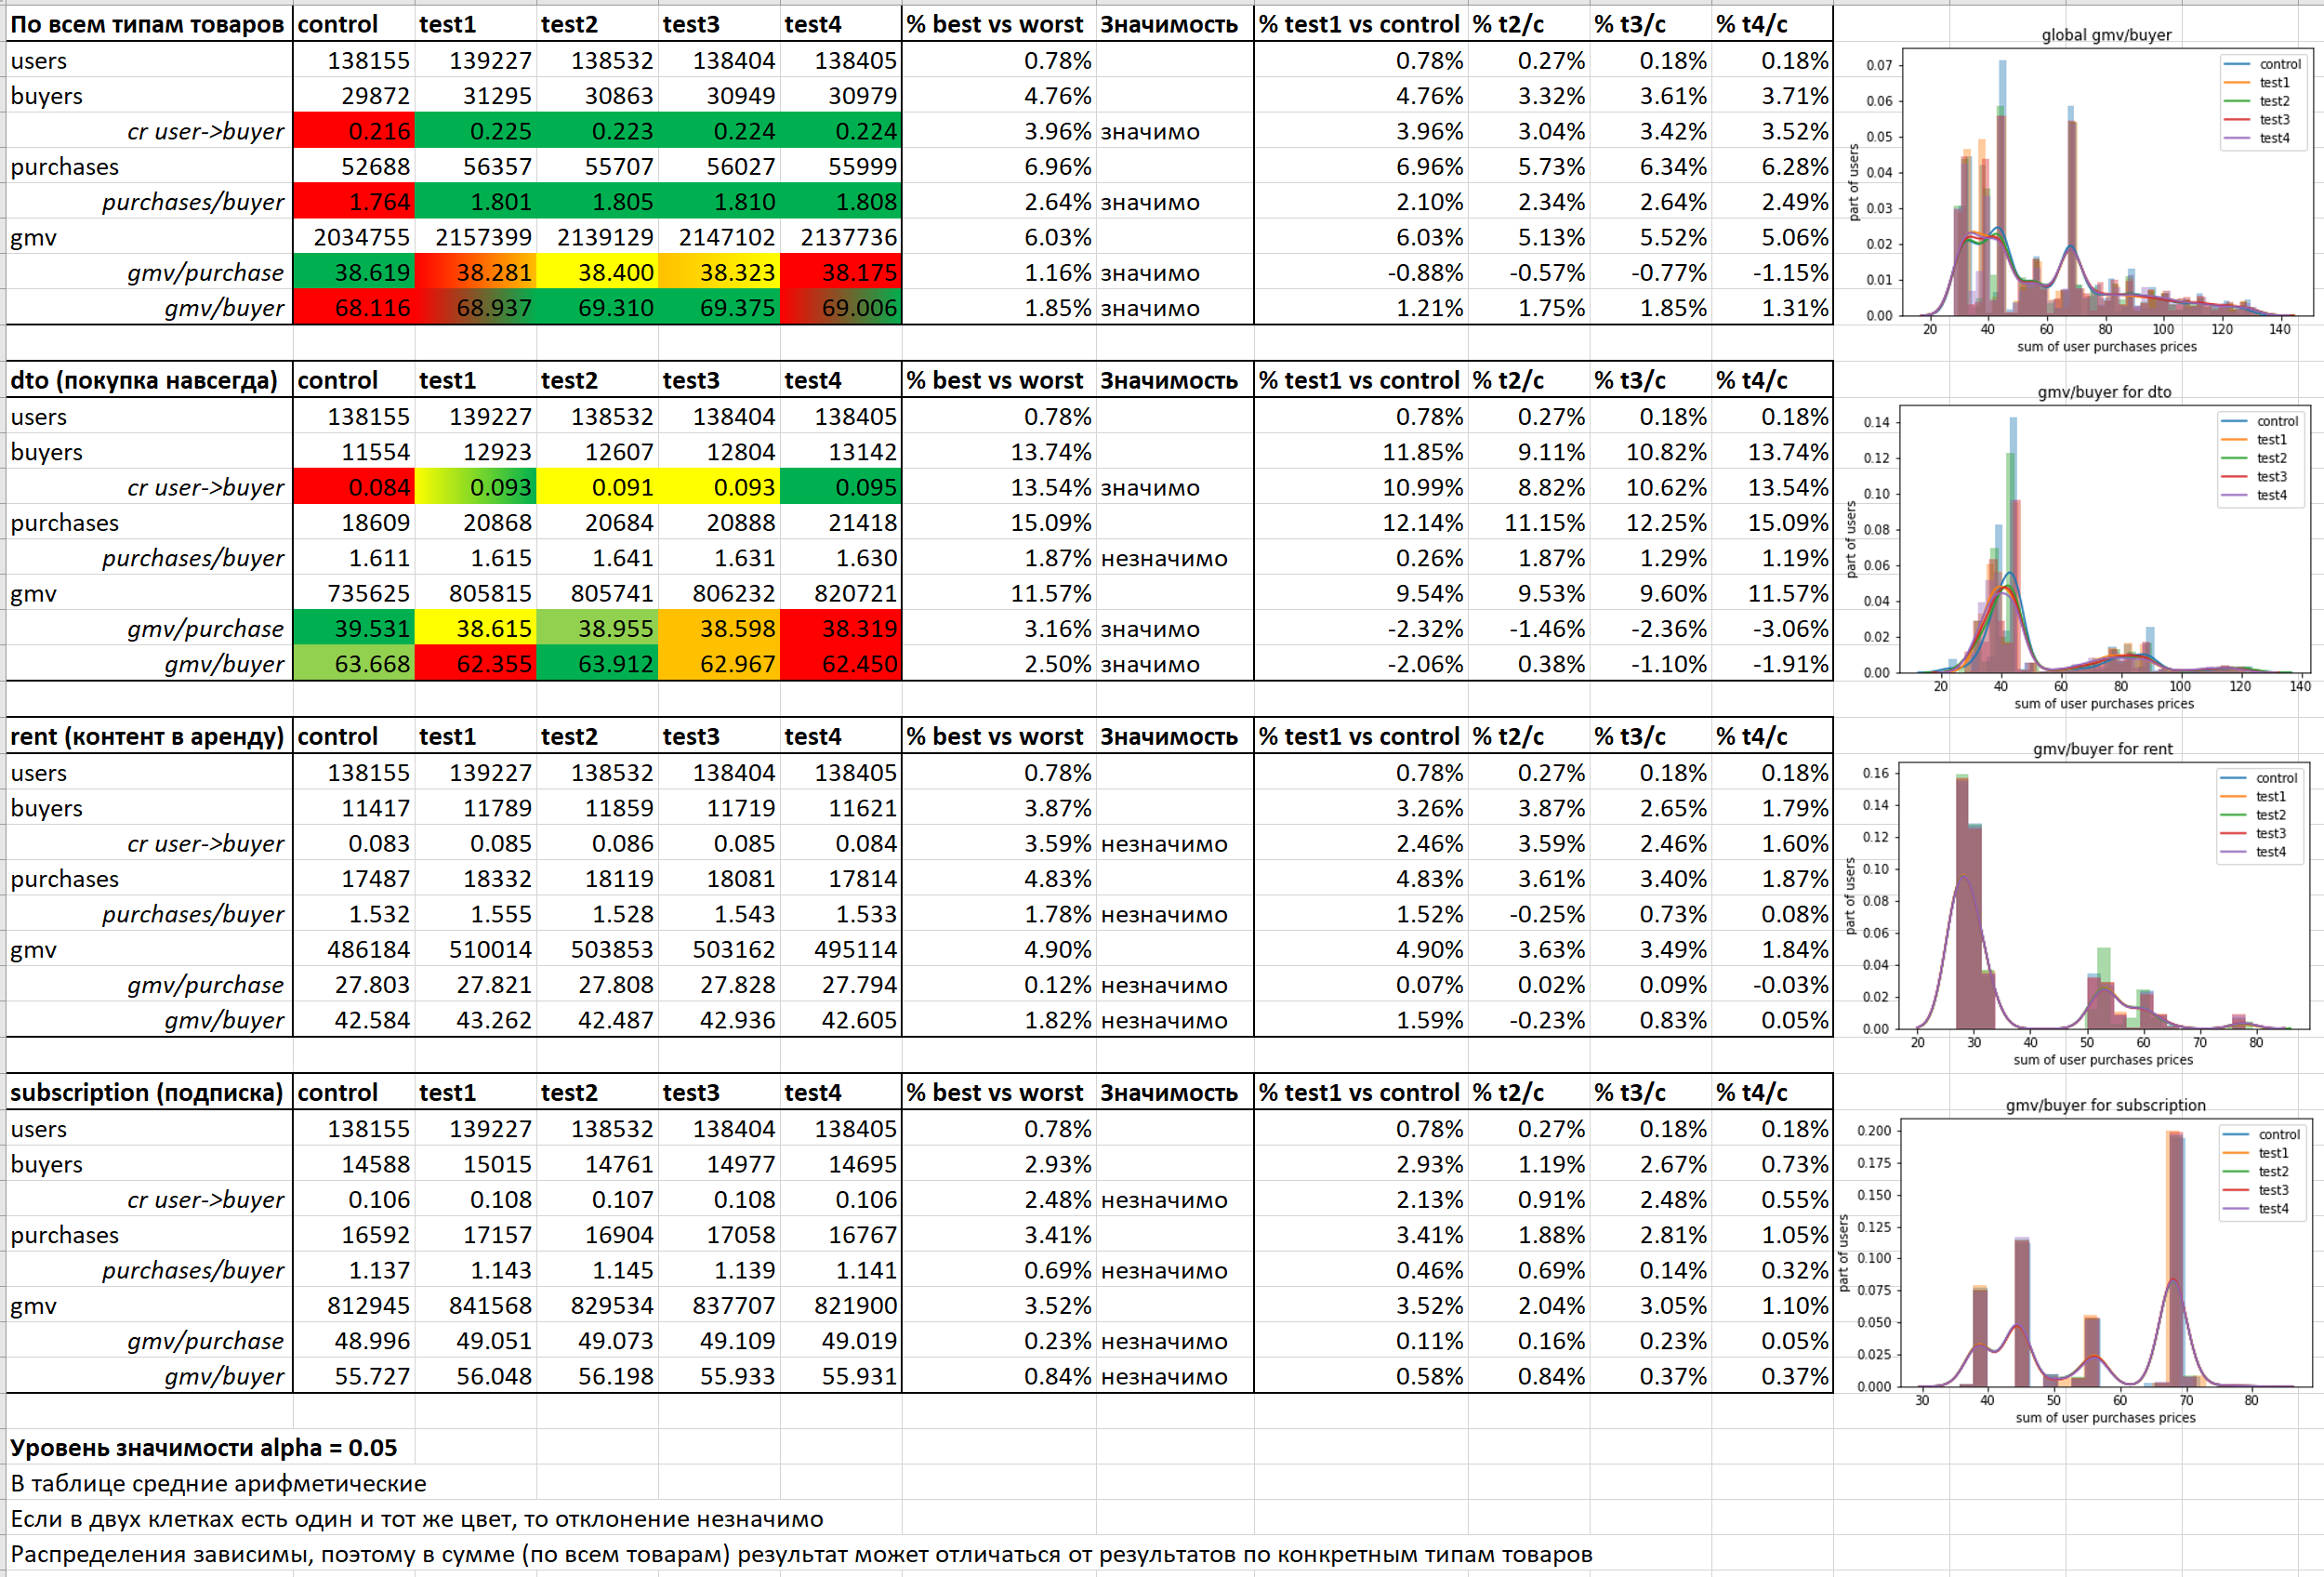 По всем типам товаров control test1 test2 test3 test4 % best vs worst Значимость % test1 vs control % t2/c % t3/c % t4/c
users 138155 139227 138532 138404 138405 0.78% 0.78% 0.27% 0.18% 0.18%
buyers 29872 31295 30863 30949 30979 4.76% 4.76% 3.32% 3.61% 3.71%
cr user->buyer 0.216 0.225 0.223 0.224 0.224 3.96% значимо 3.96% 3.04% 3.42% 3.52%
purchases 52688 56357 55707 56027 55999 6.96% 6.96% 5.73% 6.34% 6.28%
purchases/buyer 1.764 1.801 1.805 1.810 1.808 2.64% значимо 2.10% 2.34% 2.64% 2.49%
gmv 2034755 2157399 2139129 2147102 2137736 6.03% 6.03% 5.13% 5.52% 5.06%
gmv/purchase 38.619 38.281 38.400 38.323 38.175 1.16% значимо -0.88% -0.57% -0.77% -1.15%
gmv/buyer 68.116 68.937 69.310 69.375 69.006 1.85% значимо 1.21% 1.75% 1.85% 1.31%
global gmv/buyer
control
test1
test2
test3
test4
part of users
0.07
0.06
0.05
0.04
0.03
0.02
0.01
0.00
20 40 60 80 100 120 140
sum of user purchases prices
dto (покупка навсегда) control test1 test2 test3 test4 % best vs worst Значимость % test1 vs control % t2/c % t3/c % t4/c
users 138155 139227 138532 138404 138405 0.78% 0.78% 0.27% 0.18% 0.18%
buyers 11554 12923 12607 12804 13142 13.74% 11.85% 9.11% 10.82% 13.74%
cr user->buyer 0.084 0.093 0.091 0.093 0.095 13.54% значимо 10.99% 8.82% 10.62% 13.54%
purchases 18609 20868 20684 20888 21418 15.09% 12.14% 11.15% 12.25% 15.09%
purchases/buyer 1.611 1.615 1.641 1.631 1.630 1.87% незначимо 0.26% 1.87% 1.29% 1.19%
gmv 735625 805815 805741 806232 820721 11.57% 9.54% 9.53% 9.60% 11.57%
gmv/purchase 39.531 38.615 38.955 38.598 38.319 3.16% значимо -2.32% -1.46% -2.36% -3.06%
gmv/buyer 63.668 62.355 63.912 62.967 62.450 2.50% значимо -2.06% 0.38% -1.10% -1.91%
gmv/buyer for dto
control
test1
test2
test3
test4
part of users
0.14
0.12
0.10
0.08
0.06
0.04
0.02
0.00
20 40 60 80 100 120 140
sum of user purchases prices
rent (контент в аренду) control test1 test2 test3 test4 % best vs worst Значимость % test1 vs control % t2/c % t3/c % t4/c
users 138155 139227 138532 138404 138405 0.78% 0.78% 0.27% 0.18% 0.18%
buyers 11417 11789 11859 11719 11621 3.87% 3.26% 3.87% 2.65% 1.79%
cr user->buyer 0.083 0.085 0.086 0.085 0.084 3.59% незначимо 2.46% 3.59% 2.46% 1.60%
purchases 17487 18332 18119 18081 17814 4.83% 4.83% 3.61% 3.40% 1.87%
purchases/buyer 1.532 1.555 1.528 1.543 1.533 1.78% незначимо 1.52% -0.25% 0.73% 0.08%
gmv 486184 510014 503853 503162 495114 4.90% 4.90% 3.63% 3.49% 1.84%
gmv/purchase 27.803 27.821 27.808 27.828 27.794 0.12% незначимо 0.07% 0.02% 0.09% -0.03%
gmv/buyer 42.584 43.262 42.487 42.936 42.605 1.82% незначимо 1.59% -0.23% 0.83% 0.05%
gmv/buyer for rent
control
test1
test2
test3
test4
part of users
0.16
0.14
0.12
0.10
0.08
0.06
0.04
0.02
0.00
20 30 40 50 60 70 80
sum of user purchases prices
subscription (подписка) control test1 test2 test3 test4 % best vs worst Значимость % test1 vs control % t2/c % t3/c % t4/c
users 138155 139227 138532 138404 138405 0.78% 0.78% 0.27% 0.18% 0.18%
buyers 14588 15015 14761 14977 14695 2.93% 2.93% 1.19% 2.67% 0.73%
cr user->buyer 0.106 0.108 0.107 0.108 0.106 2.48% незначимо 2.13% 0.91% 2.48% 0.55%
purchases 16592 17157 16904 17058 16767 3.41% 3.41% 1.88% 2.81% 1.05%
purchases/buyer 1.137 1.143 1.145 1.139 1.141 0.69% незначимо 0.46% 0.69% 0.14% 0.32%
gmv 812945 841568 829534 837707 821900 3.52% 3.52% 2.04% 3.05% 1.10%
gmv/purchase 48.996 49.051 49.073 49.109 49.019 0.23% незначимо 0.11% 0.16% 0.23% 0.05%
gmv/buyer 55.727 56.048 56.198 55.933 55.931 0.84% незначимо 0.58% 0.84% 0.37% 0.37%
gmv/buyer for subscription
control
test1
test2
test3
test4
part of users
0.200
0.175
0.150
0.125
0.100
0.075
0.050
0.025
0.000
30 40 50 60 70 80
sum of user purchases prices
Уровень значимости alpha = 0.05
В таблице средние арифметические
Если в двух клетках есть один и тот же цвет, то отклонение незначимо
Распределения зависимы, поэтому в сумме (по всем товарам) результат может отличаться от результатов по конкретным типам товаров